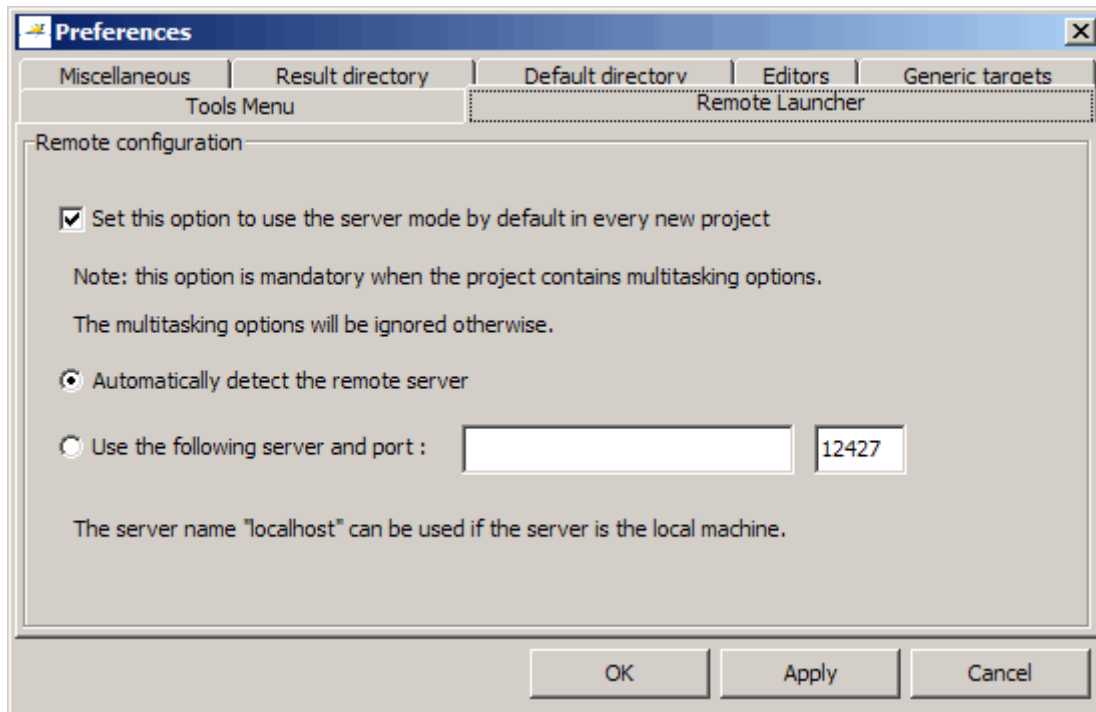 Preferences
Miscellaneous Result directory Default directory Editors Generic targets
Tools Menu Remote Launcher
Remote configuration
Set this option to use the server mode by default in every new project
Note: this option is mandatory when the project contains multitasking options.
The multitasking options will be ignored otherwise.
Automatically detect the remote server
Use the following server and port : 12427
The server name "localhost" can be used if the server is the local machine.
OK Apply Cancel